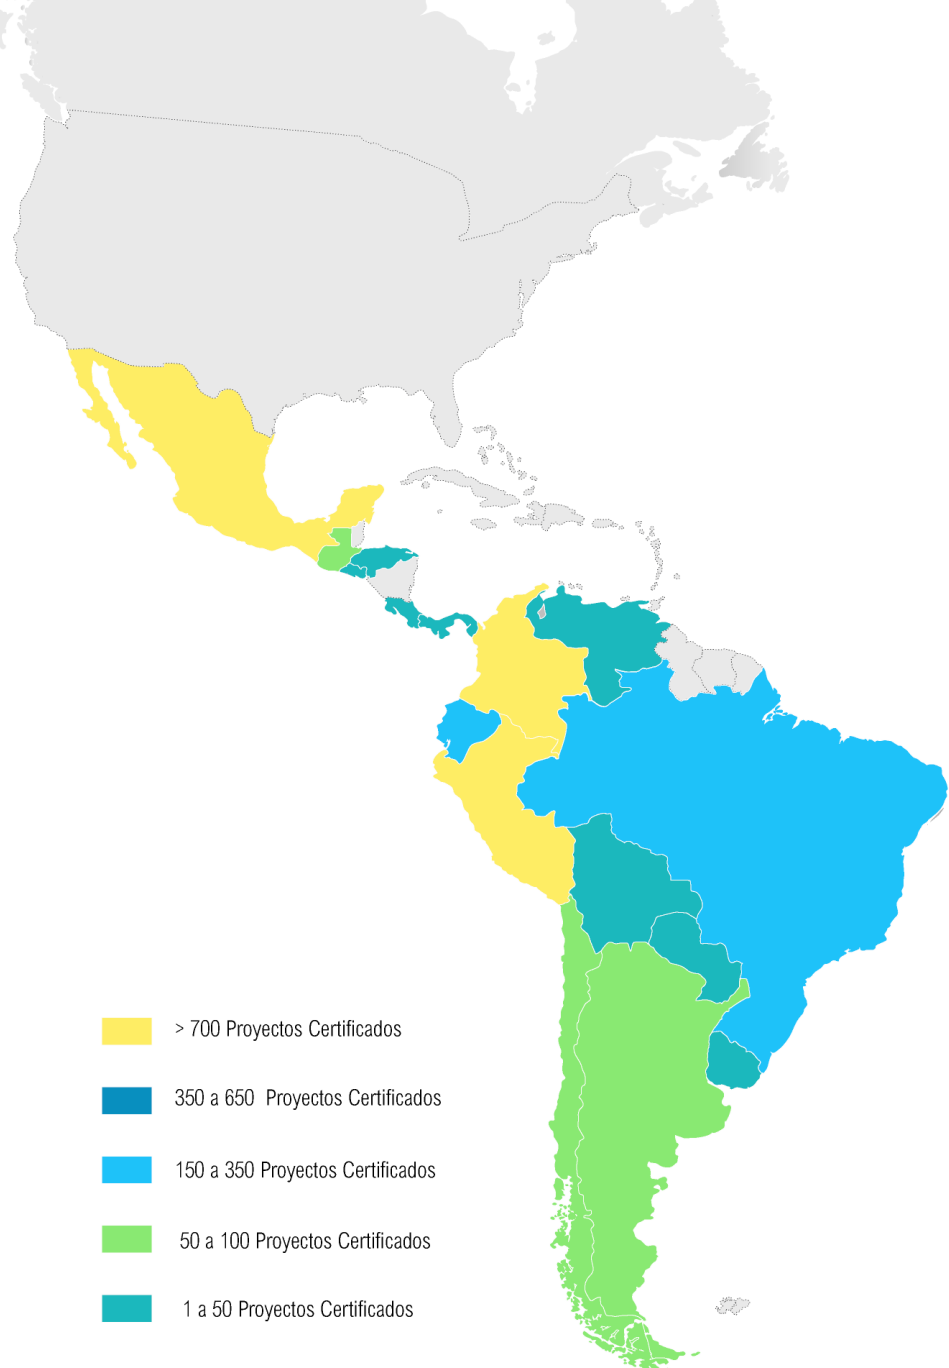 > 700 Proyectos Certificados
350 a 650 Proyectos Certificados
150 a 350 Proyectos Certificados
50 a 100 Proyectos Certificados
1 a 50 Proyectos Certificados